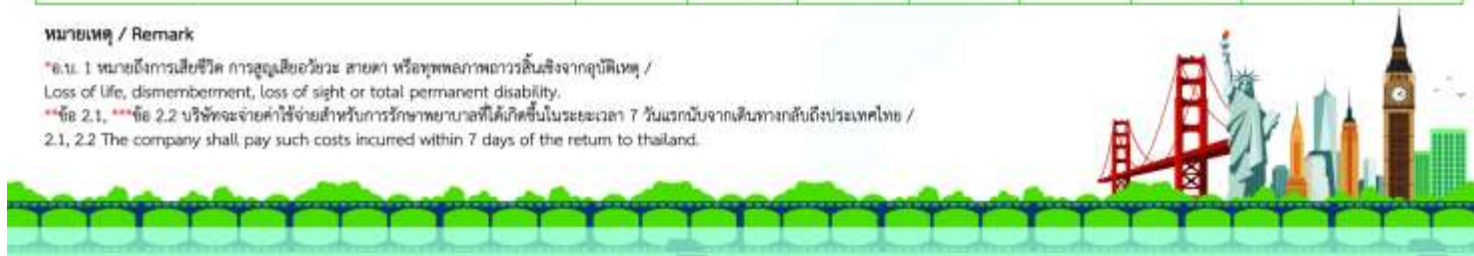 หมายเหตุ / Remark
*อ.บ. 1 หมายถึงการเสียชีวิต การสูญเสียอวัยวะ สายตา หรือทุพพลภาพถาวรสิ้นเชิงจากอุบัติเหตุ /
Loss of life, dismemberment, loss of sight or total permanent disability.
**ข้อ 2.1, ***ข้อ 2.2 บริษัทจะจ่ายค่าใช้จ่ายสำหรับการรักษาพยาบาลที่ได้เกิดขึ้นในระยะเวลา 7 วันแรกนับจากเดินทางกลับถึงประเทศไทย /
2.1, 2.2 The company shall pay such costs incurred within 7 days of the return to thailand.